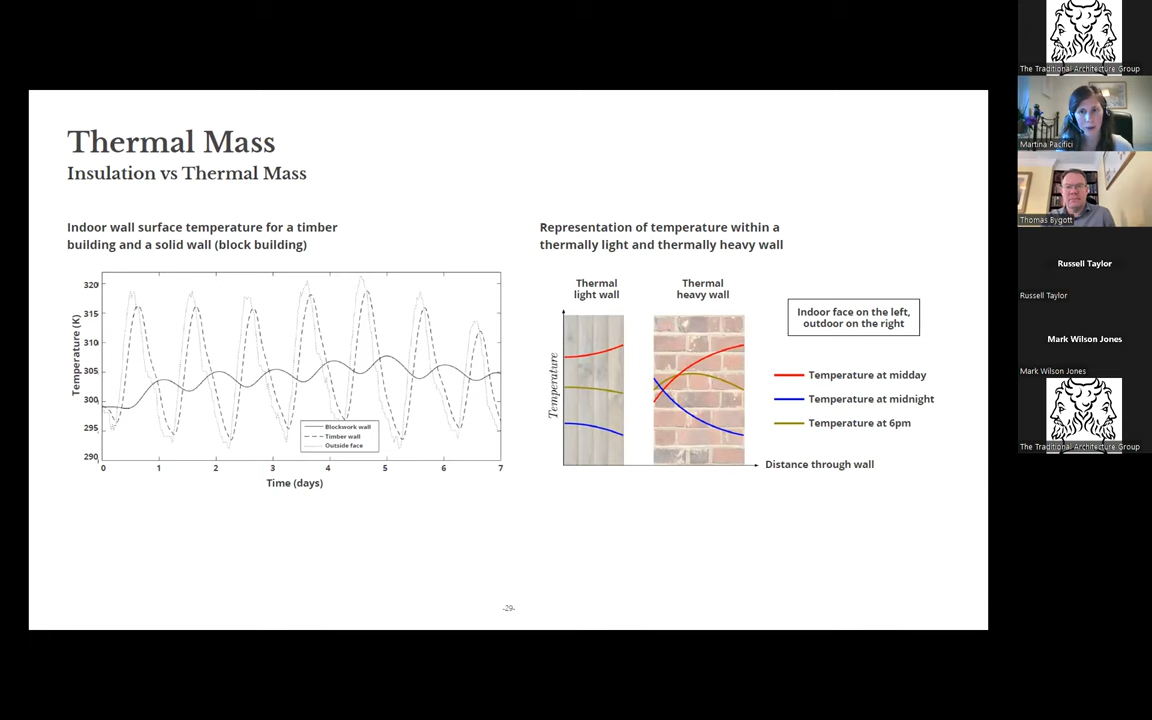 Thermal Mass
Insulation vs Thermal Mass
Indoor wall surface temperature for a timber
building and a solid wall (block building)
Temperature (K)
320
315
310
305
300
295
290
0
1
2
3
4
5
6
7
Time (days)
Blockwork wall
Timber wall
Outside face
Representation of temperature within a
thermally light and thermally heavy wall
Thermal
light wall
Thermal
heavy wall
Temperature
Indoor face on the left,
outdoor on the right
Temperature at midday
Temperature at midnight
Temperature at 6pm
Distance through wall
-29-
The Traditional Architecture Group
Martina Pacifici
Thomas Bygott
Russell Taylor
Russell Taylor
Mark Wilson Jones
Mark Wilson Jones
The Traditional Architecture Group